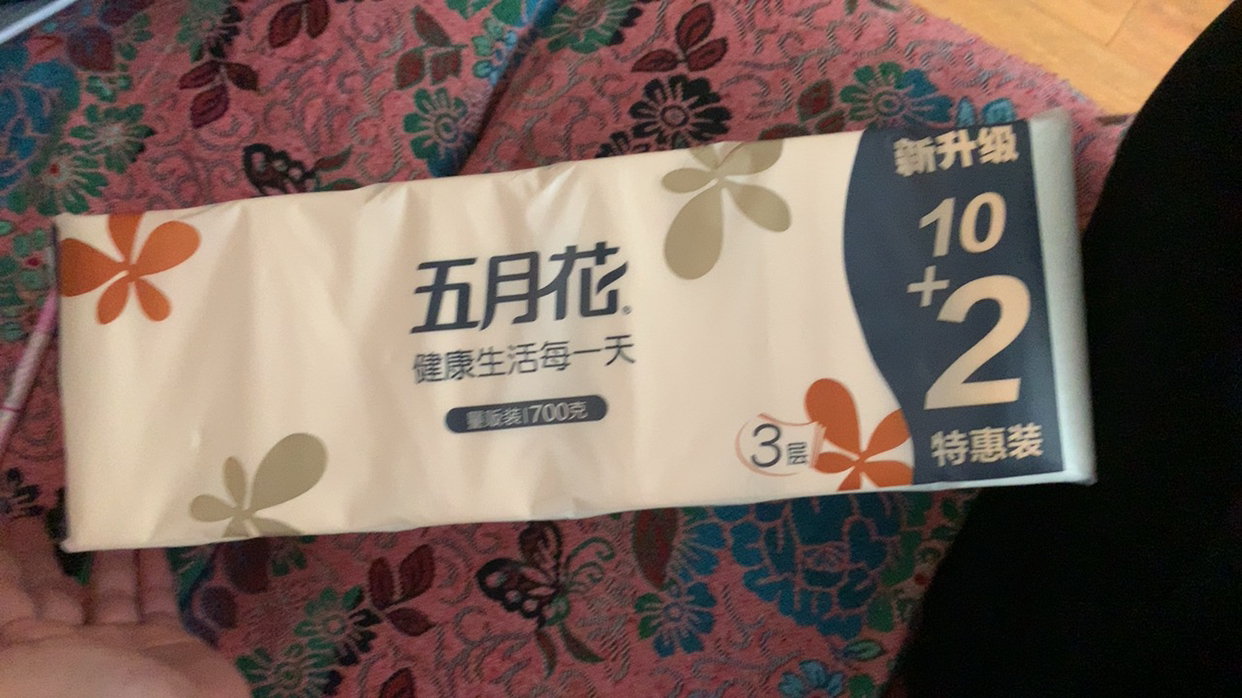 五月花®
健康生活每一天
量贩装|700克
3层
新升级
10
+2
特惠装